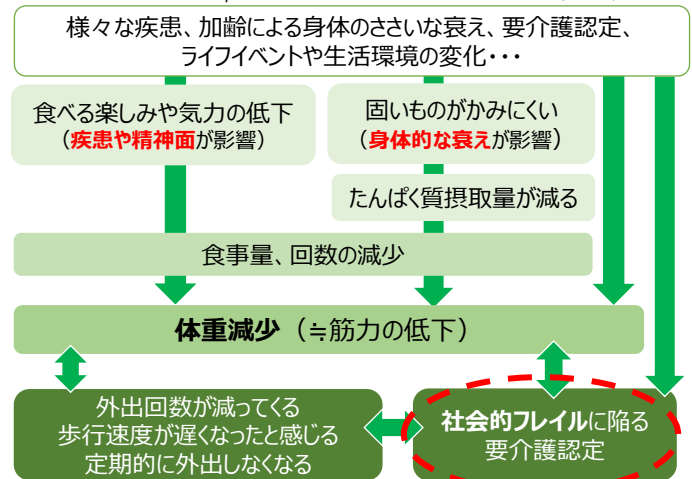 様々な疾患、加齢による身体のささいな衰え、要介護認定、
ライフイベントや生活環境の変化・・・
食べる楽しみや気力の低下
（疾患や精神面が影響）
固いものがかみにくい
（身体的な衰えが影響）
たんぱく質摂取量が減る
食事量、回数の減少
体重減少（≒筋力の低下）
外出回数が減ってくる
歩行速度が遅くなったと感じる
定期的に外出しなくなる
社会的フレイルに陥る
要介護認定